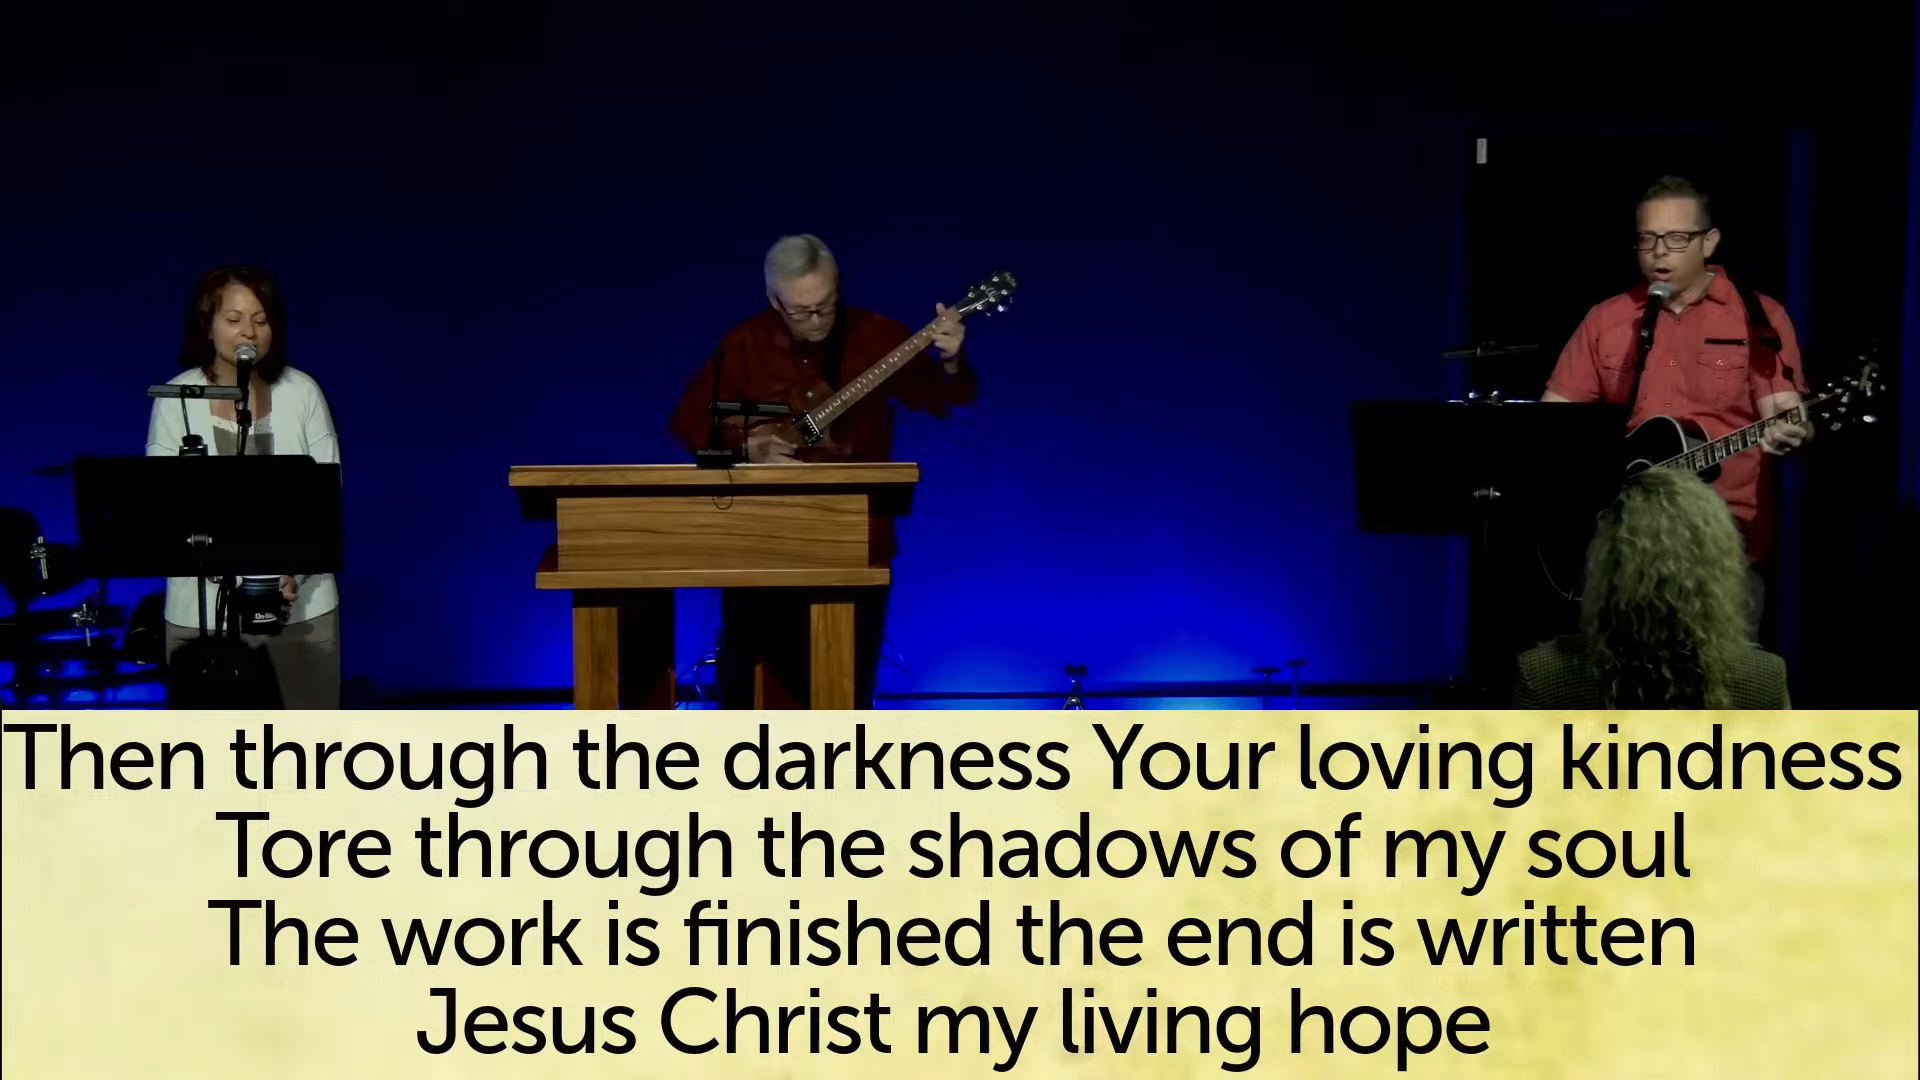 Then through the darkness Your loving kindness
Tore through the shadows of my soul
The work is finished the end is written
Jesus Christ my living hope